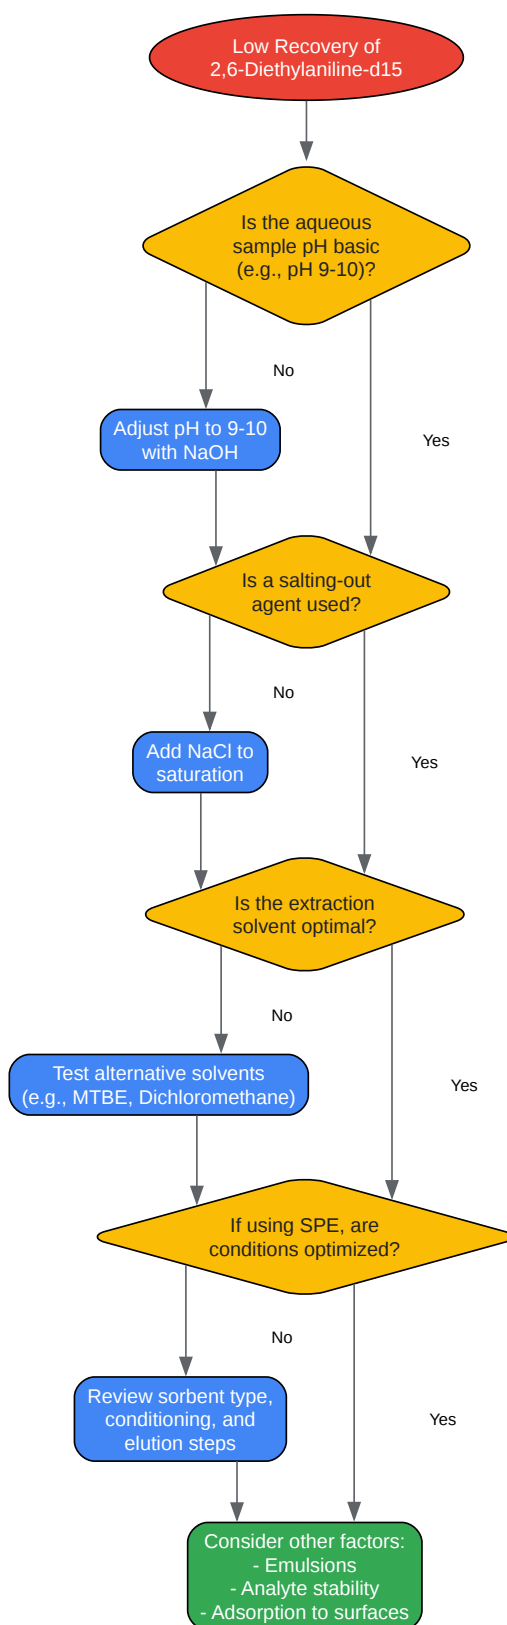 Low Recovery of
2,6-Diethylaniline-d15
Is the aqueous
sample pH basic
(e.g., pH 9-10)?
No
Adjust pH to 9-10
with NaOH
Yes
Is a salting-out
agent used?
No
Add NaCl to
saturation
Yes
Is the extraction
solvent optimal?
No
Test alternative solvents
(e.g., MTBE, Dichloromethane)
Yes
If using SPE, are
conditions optimized?
No
Review sorbent type,
conditioning, and
elution steps
Yes
Consider other factors:
- Emulsions
- Analyte stability
- Adsorption to surfaces